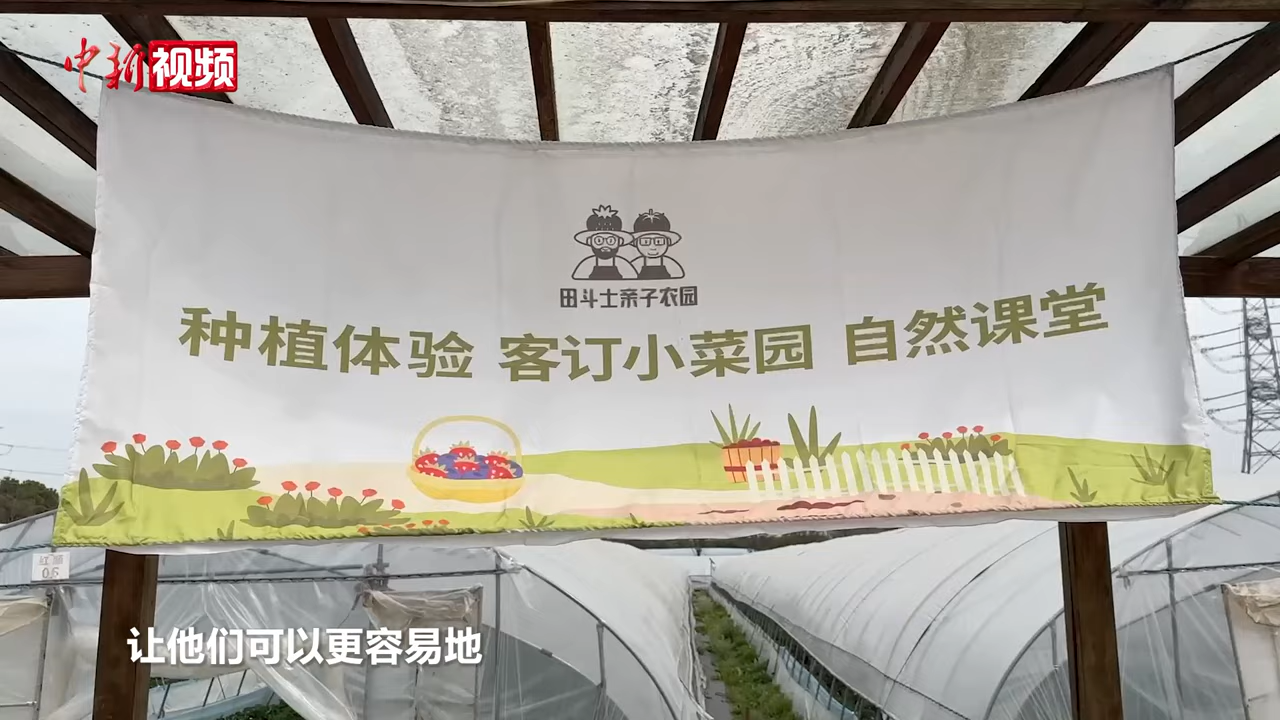 中新视频
田斗士亲子农园
种植体验 客订小菜园 自然课堂
05
让他们可以更容易地